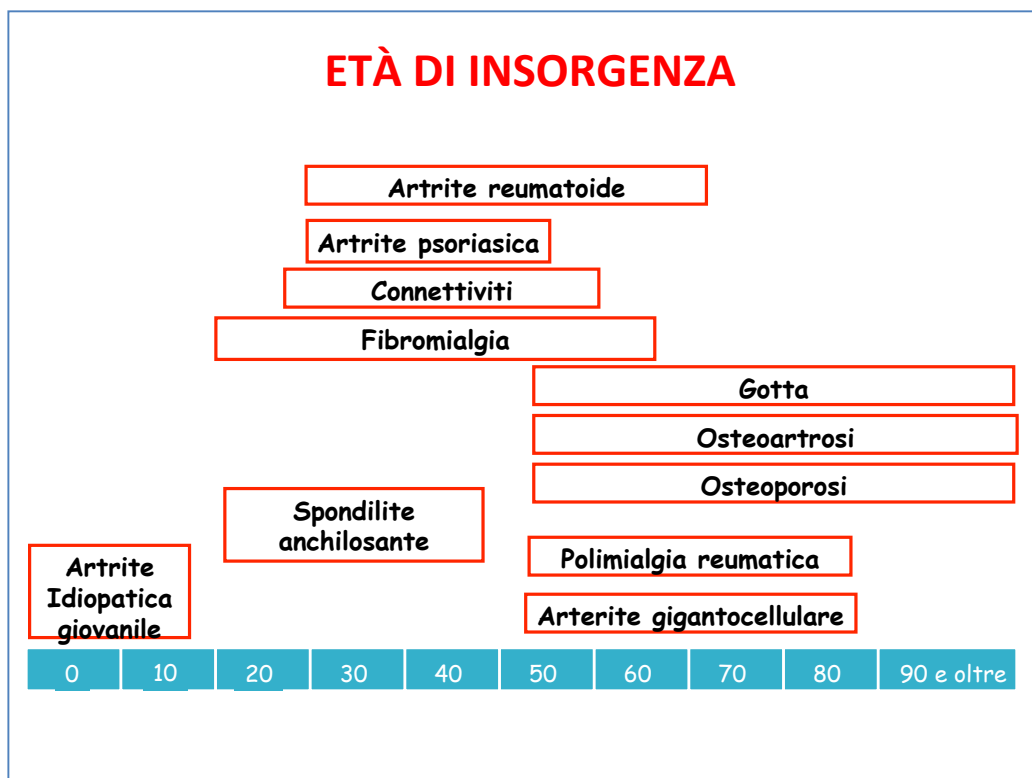 ETÀ DI INSORGENZA
Artrite reumatoide
Artrite psoriasica
Connettiviti
Fibromialgia
Gotta
Osteoartrosi
Osteoporosi
Spondilite
anchilosante
Polimialgia reumatica
Artrite
Idiopatica
giovanile
Arterite gigantocellulare
0 10 20 30 40 50 60 70 80 90 e oltre